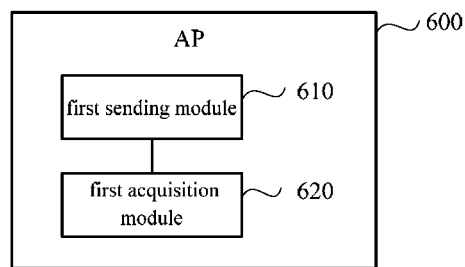 600
AP
first sending module
610
first acquisition
module
620